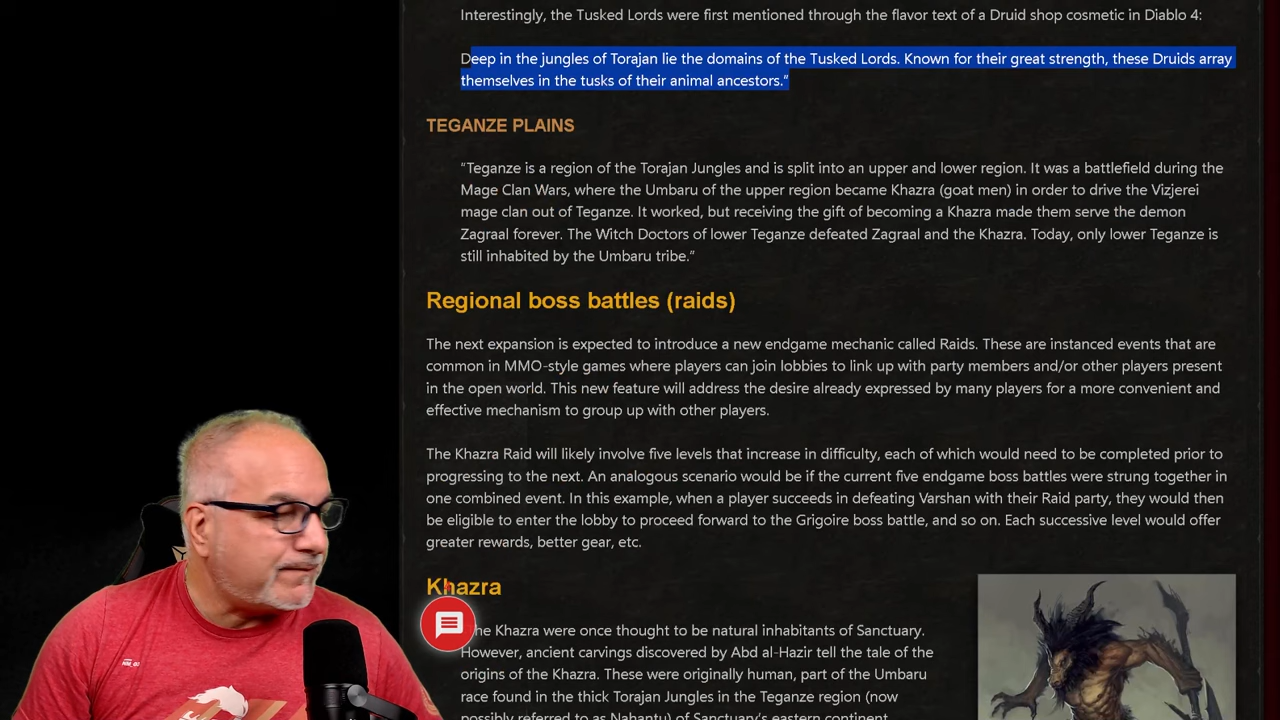 Interestingly, the Tusked Lords were first mentioned through the flavor text of a Druid shop cosmetic in Diablo 4:
Deep in the jungles of Torajan lie the domains of the Tusked Lords. Known for their great strength, these Druids array
themselves in the tusks of their animal ancestors.”
TEGANZE PLAINS
“Teganze is a region of the Torajan Jungles and is split into an upper and lower region. It was a battlefield during the
Mage Clan Wars, where the Umbaru of the upper region became Khazra (goat men) in order to drive the Vizjerei
mage clan out of Teganze. It worked, but receiving the gift of becoming a Khazra made them serve the demon
Zagraal forever. The Witch Doctors of lower Teganze defeated Zagraal and the Khazra. Today, only lower Teganze is
still inhabited by the Umbaru tribe.”
Regional boss battles (raids)
The next expansion is expected to introduce a new endgame mechanic called Raids. These are instanced events that are
common in MMO-style games where players can join lobbies to link up with party members and/or other players present
in the open world. This new feature will address the desire already expressed by many players for a more convenient and
effective mechanism to group up with other players.
The Khazra Raid will likely involve five levels that increase in difficulty, each of which would need to be completed prior to
progressing to the next. An analogous scenario would be if the current five endgame boss battles were strung together in
one combined event. In this example, when a player succeeds in defeating Varshan with their Raid party, they would then
be eligible to enter the lobby to proceed forward to the Grigoire boss battle, and so on. Each successive level would offer
greater rewards, better gear, etc.
Khazra
The Khazra were once thought to be natural inhabitants of Sanctuary.
However, ancient carvings discovered by Abd al-Hazir tell the tale of the
origins of the Khazra. These were originally human, part of the Umbaru
race found in the thick Torajan Jungles in the Teganze region (now
possibly referred to as Nahantu) of Sanctuary's eastern continent.